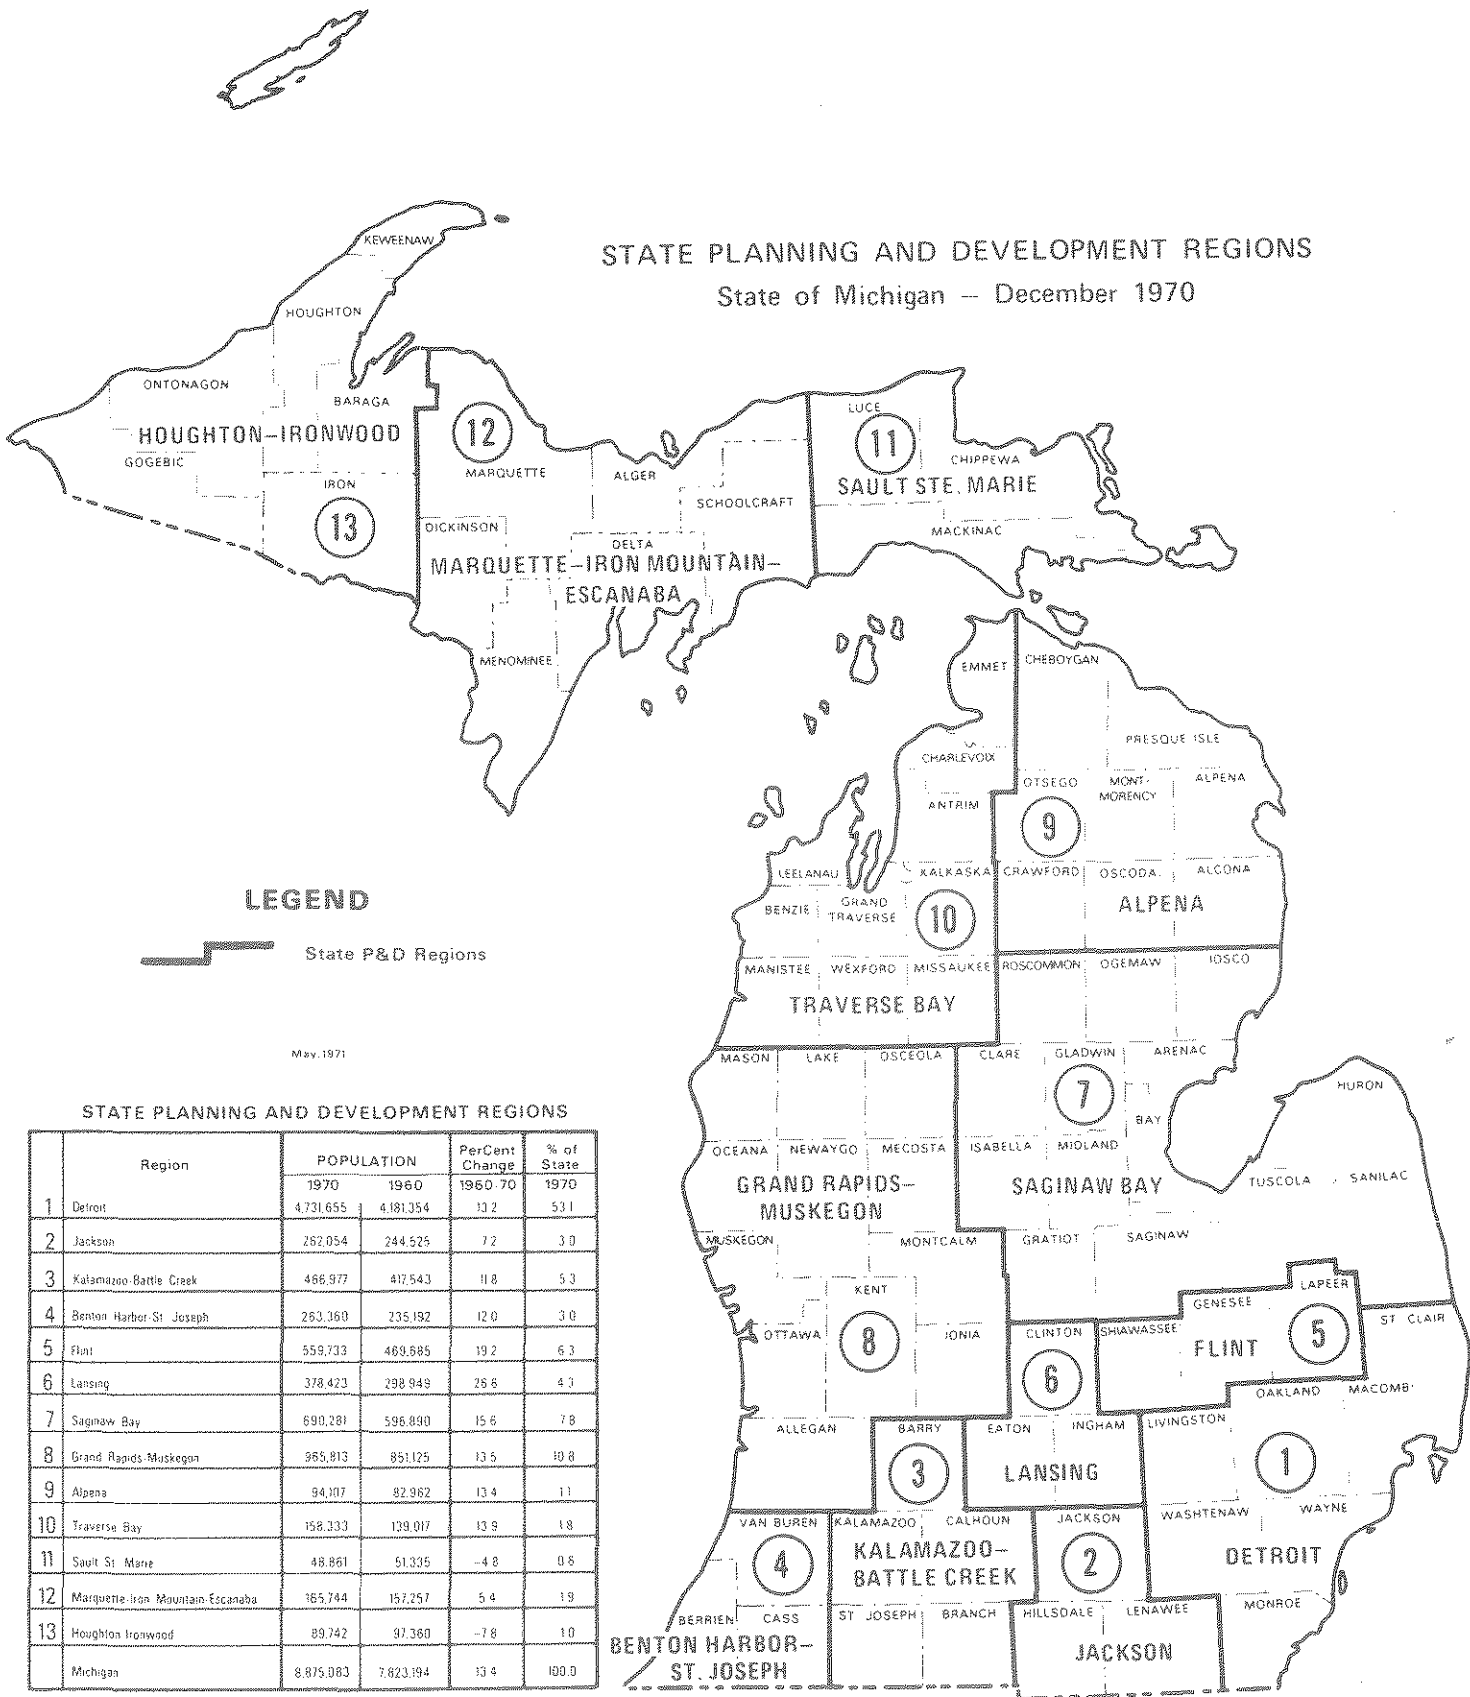 STATE PLANNING AND DEVELOPMENT REGIONS
State of Michigan – December 1970
KEWEENAW
HOUGHTON
ONTONAGON
BARAGA
HOUGHTON–IRONWOOD
GOGEBIC
IRON
13
12
MARQUETTE
ALGER
SCHOOLCRAFT
DICKINSON
DELTA
MARQUETTE–IRON MOUNTAIN–
ESCANABA
MENOMINEE
LUCE
11
CHIPPEWA
SAULT STE. MARIE
MACKINAC
EMMET
CHEBOYGAN
PRESQUE ISLE
CHARLEVOIX
OTSEGO
MONT-
MORENCY
ALPENA
ANTRIM
9
LEELANAU
KALKASKA
CRAWFORD
OSCODA
ALCONA
BENZIE
GRAND
TRAVERSE
10
ALPENA
MANISTEE
WEXFORD
MISSAUKEE
ROSCOMMON
OGEMAW
IOSCO
TRAVERSE BAY
MASON
LAKE
OSCEOLA
CLARE
GLADWIN
ARENAC
7
HURON
BAY
OCEANA
NEWAYGO
MECOSTA
ISABELLA
MIDLAND
TUSCOLA
SANILAC
GRAND RAPIDS–
MUSKEGON
SAGINAW BAY
MUSKEGON
MONTCALM
GRATIOT
SAGINAW
KENT
LAPEER
GENESEE
OTTAWA
8
IONIA
CLINTON
SHIAWASSEE
FLINT
5
ST CLAIR
6
OAKLAND
MACOMB
ALLEGAN
BARRY
EATON
INGHAM
LIVINGSTON
3
LANSING
1
WASHTENAW
WAYNE
VAN BUREN
KALAMAZOO
CALHOUN
JACKSON
4
KALAMAZOO–
BATTLE CREEK
2
DETROIT
BERRIEN
CASS
ST JOSEPH
BRANCH
HILLSDALE
LENAWEE
MONROE
BENTON HARBOR–
ST. JOSEPH
JACKSON
LEGEND
State P&D Regions
May, 1971
STATE PLANNING AND DEVELOPMENT REGIONS
Region POPULATION PerCent Change % of State
1970 1960 1960-70 1970
1 Detroit 4,731,655 4,181,354 13.2 53.1
2 Jackson 262,054 244,525 7.2 3.0
3 Kalamazoo-Battle Creek 466,977 417,543 11.8 5.3
4 Benton Harbor-St. Joseph 263,360 235,192 12.0 3.0
5 Flint 559,733 469,685 19.2 6.3
6 Lansing 378,423 298,949 26.6 4.3
7 Saginaw Bay 690,281 596,890 15.6 7.8
8 Grand Rapids-Muskegon 965,813 851,125 13.5 10.8
9 Alpena 94,107 82,962 13.4 1.1
10 Traverse Bay 158,333 139,017 13.9 1.8
11 Sault St. Marie 48,861 51,335 -4.8 0.6
12 Marquette-Iron Mountain-Escanaba 165,744 157,257 5.4 1.9
13 Houghton Ironwood 89,742 97,360 -7.8 1.0
Michigan 8,875,083 7,823,194 13.4 100.0